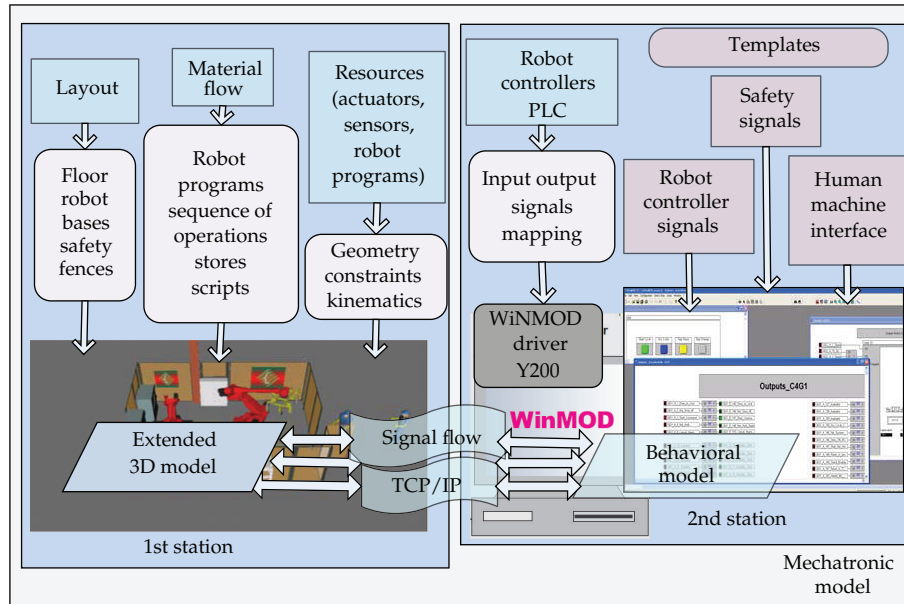 Layout
Material
flow
Resources
(actuators,
sensors,
robot
programs)
Floor
robot
bases
safety
fences
Robot
programs
sequence of
operations
stores
scripts
Geometry
constraints
kinematics
Extended
3D model
Signal flow
TCP/IP
1st station
Robot
controllers
PLC
Templates
Safety
signals
Input output
signals
mapping
Robot
controller
signals
Human
machine
interface
WiNMOD
driver
Y200
WinMOD
Outputs_C4G1
Behavioral
model
2nd station
Mechatronic
model